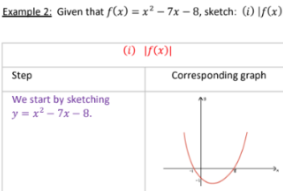 Example 2: Given that f(x) = x² – 7x – 8, sketch: (i) |f(x)
(i) |f(x)|
Step
Corresponding graph
We start by sketching
y = x² – 7x – 8.